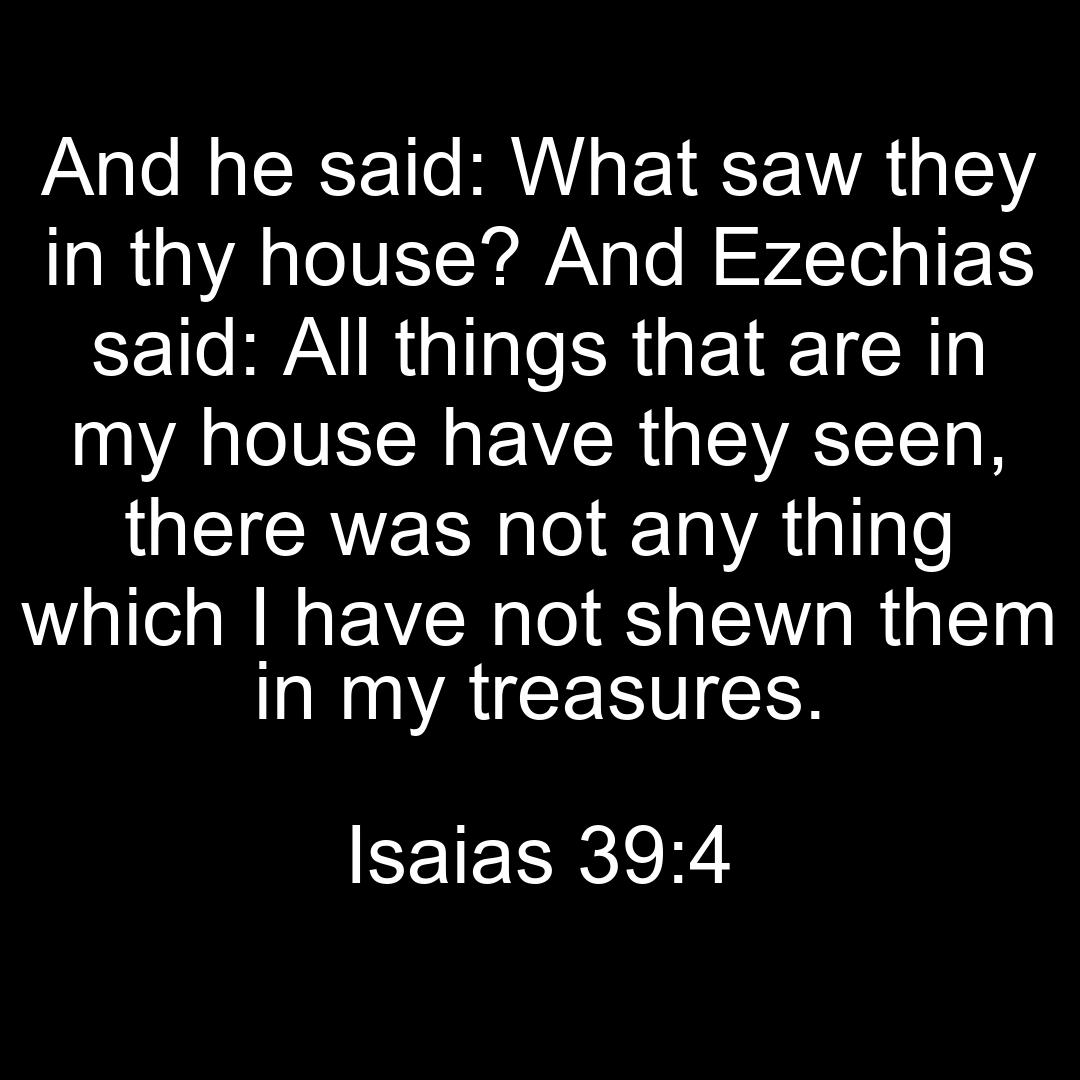 And he said: What saw they
in thy house? And Ezechias
said: All things that are in
my house have they seen,
there was not any thing
which I have not shewn them
in my treasures.
Isaias 39:4